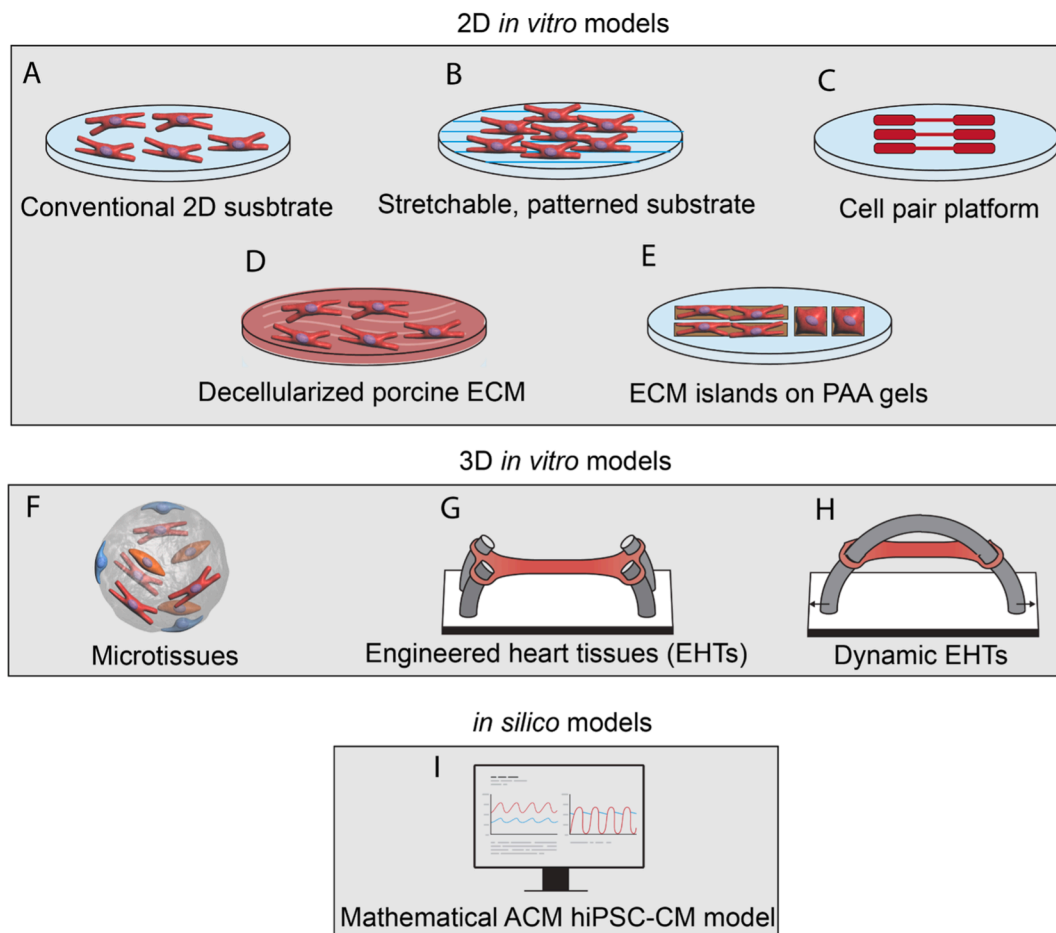 2D in vitro models
A
B
C
Conventional 2D susbtrate
Stretchable, patterned substrate
Cell pair platform
D
E
Decellularized porcine ECM
ECM islands on PAA gels
3D in vitro models
F
G
H
Microtissues
Engineered heart tissues (EHTs)
Dynamic EHTs
in silico models
I
Mathematical ACM hiPSC-CM model